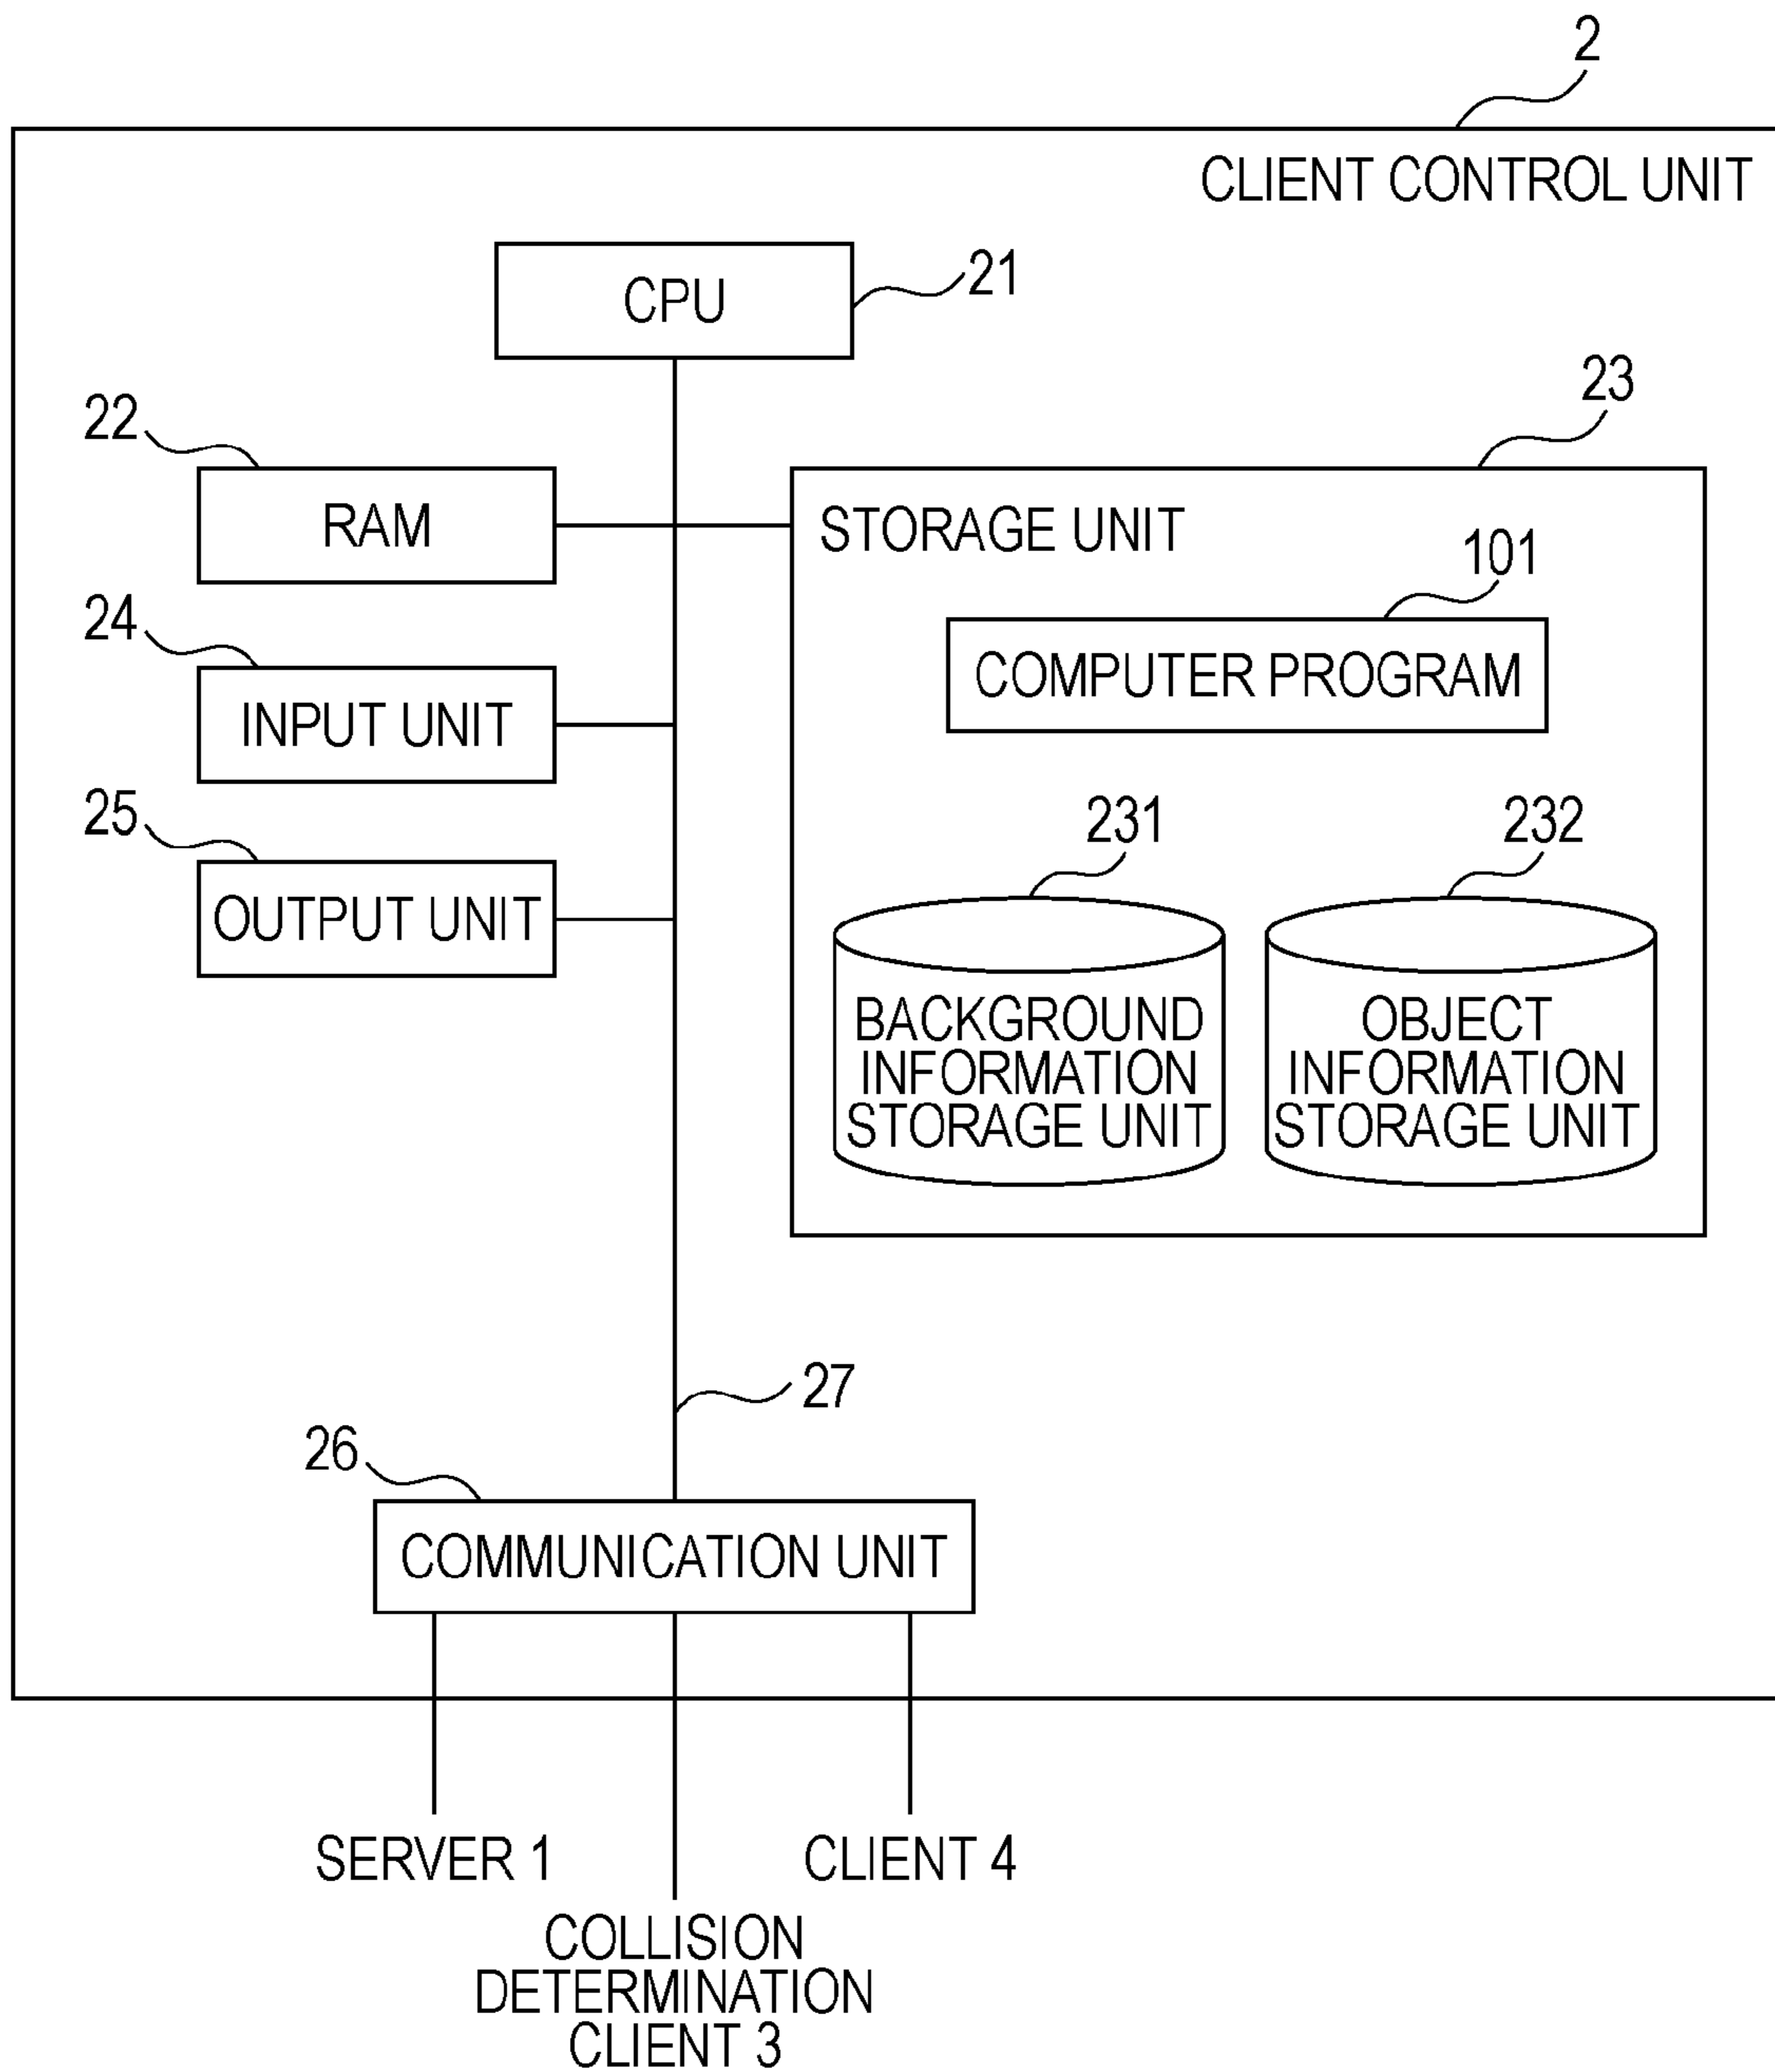 2
CLIENT CONTROL UNIT
CPU
21
22
23
RAM
STORAGE UNIT
101
24
COMPUTER PROGRAM
INPUT UNIT
25
231
232
OUTPUT UNIT
BACKGROUND
INFORMATION
STORAGE UNIT
OBJECT
INFORMATION
STORAGE UNIT
27
26
COMMUNICATION UNIT
SERVER 1
CLIENT 4
COLLISION
DETERMINATION
CLIENT 3